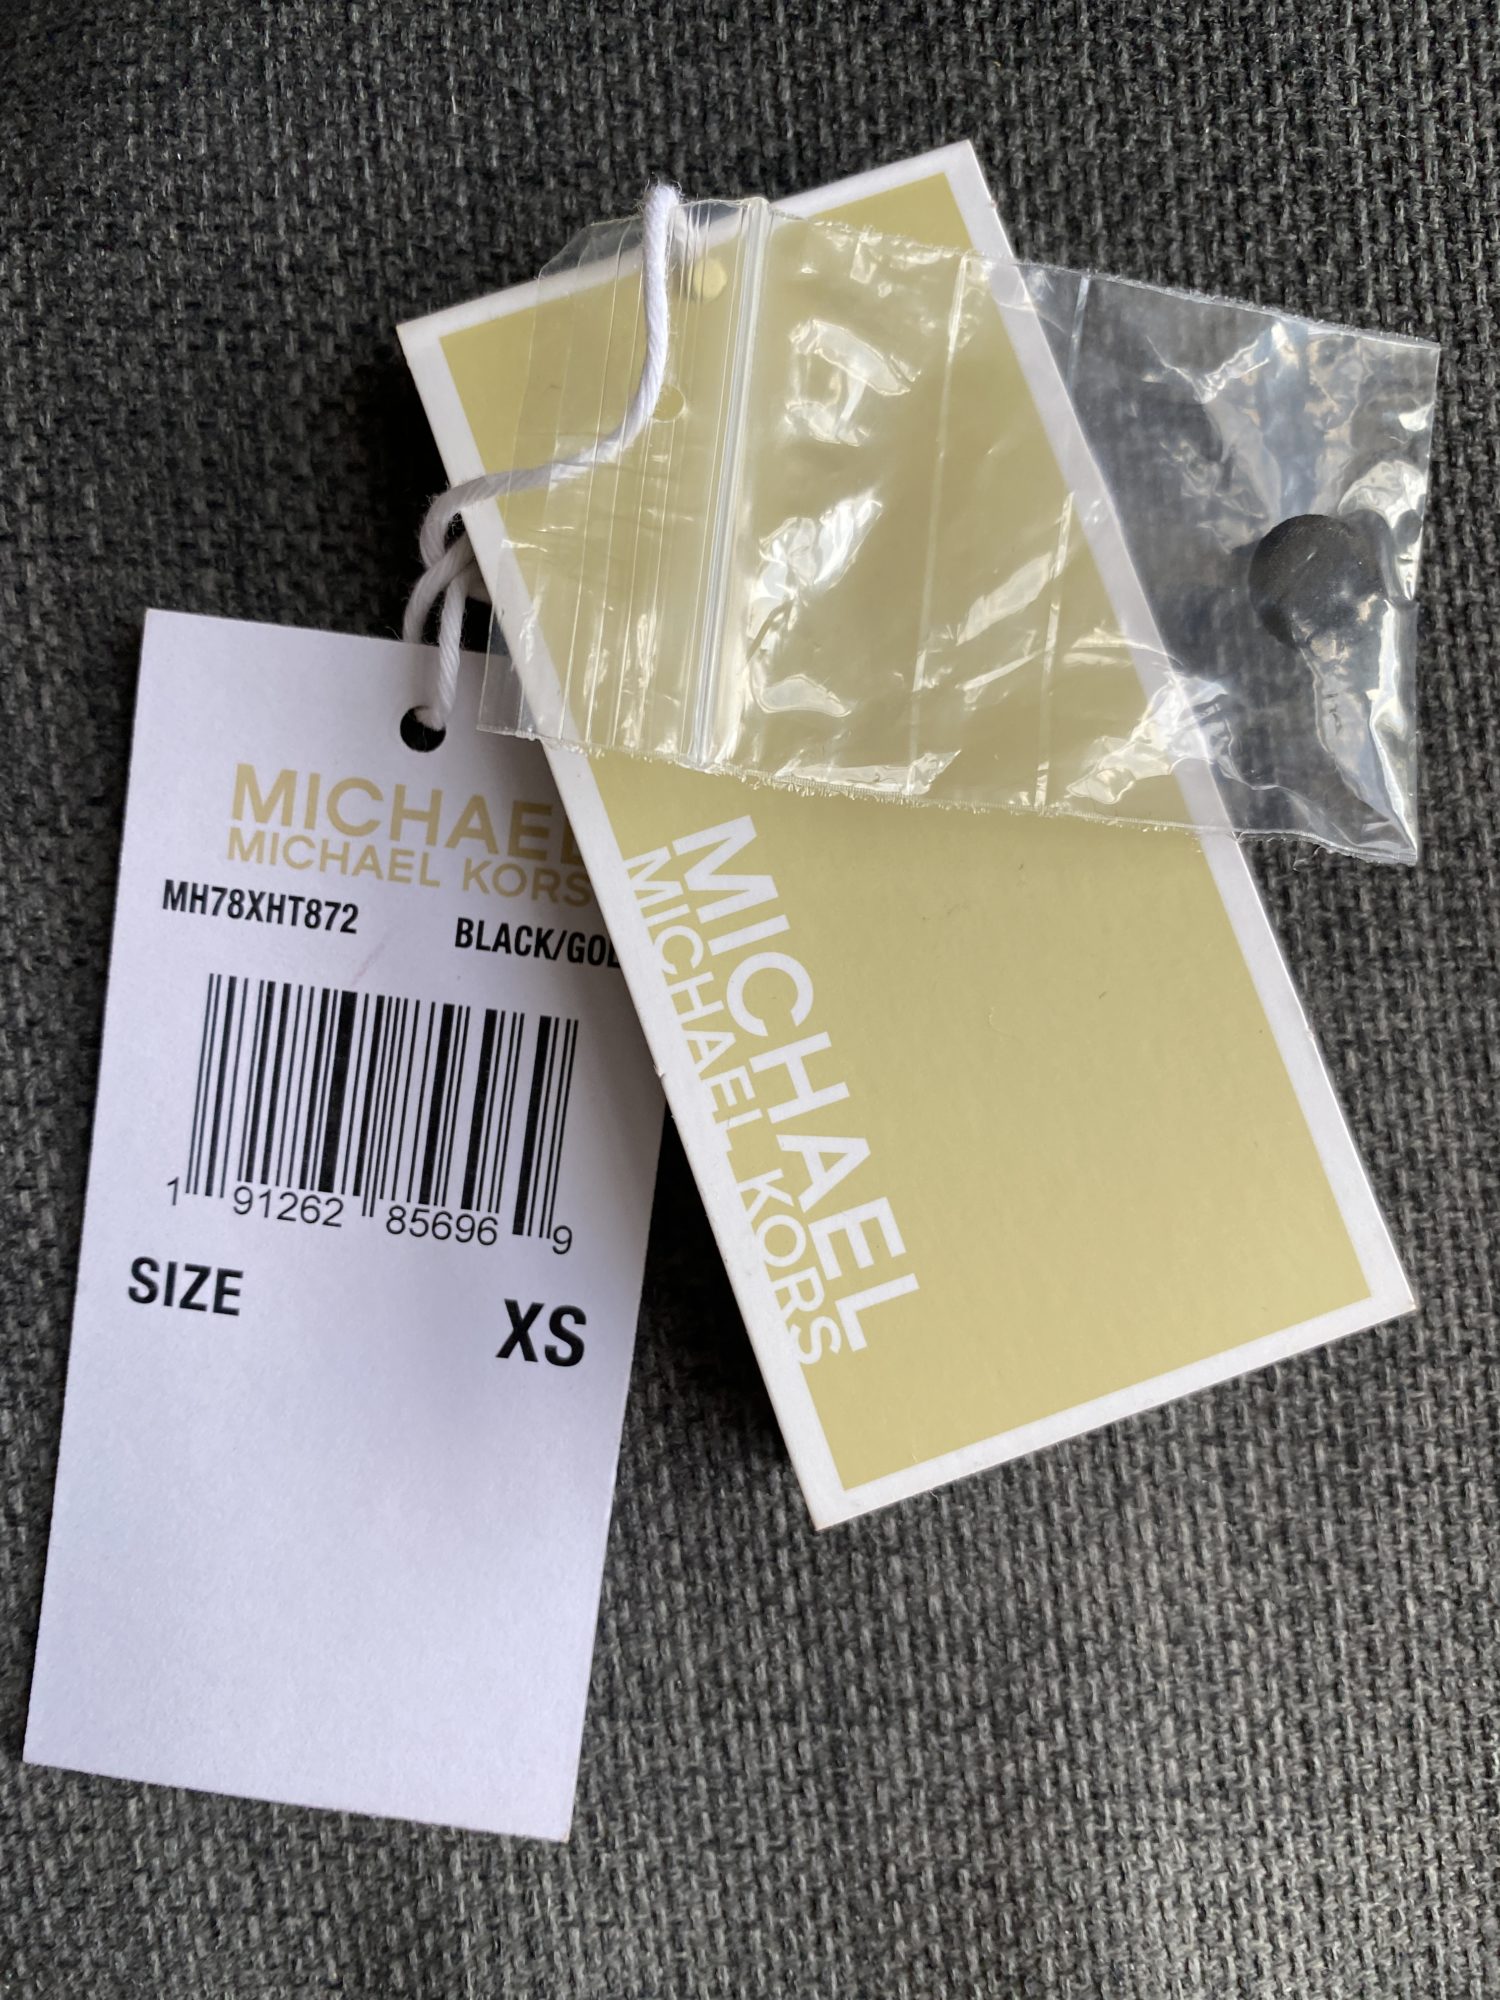 MICHAEL
MICHAEL KORS
MH78XHT872
BLACK/GOL
1 91262 85696 9
SIZE
XS
MICHAEL
MICHAEL KORS